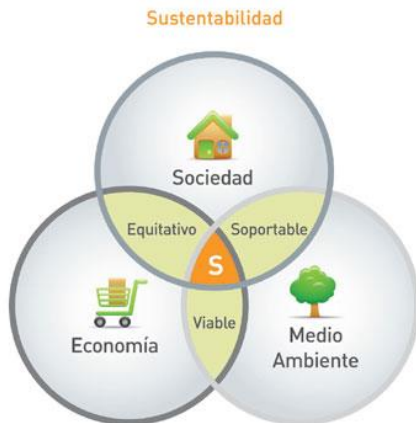 Sustentabilidad
Sociedad
Equitativo
Soportable
S
Viable
Economía
Medio
Ambiente